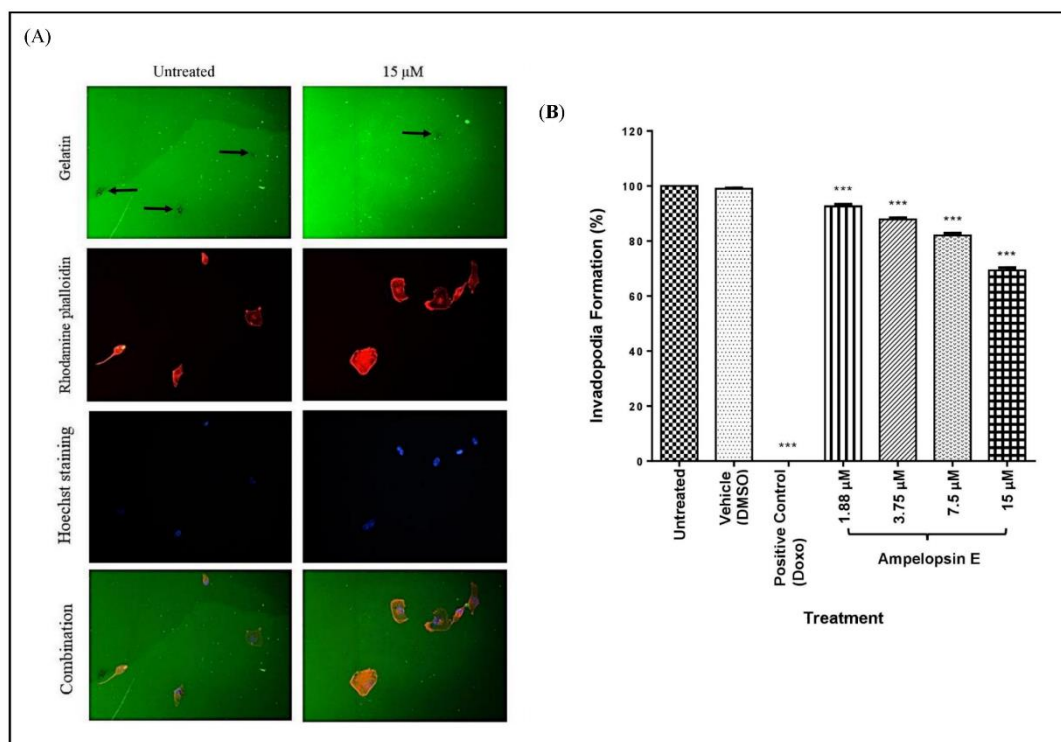 (A)
Untreated
15 μM
Gelatin
Rhodamine phalloidin
Hoechst staining
Combination
(B)
Invadopodia Formation (%)
120
100
80
60
40
20
0
***
***
***
***
***
Untreated
Vehicle
(DMSO)
Positive Control
(Doxo)
1.88 μM
3.75 μM
7.5 μM
15 μM
Ampelopsin E
Treatment